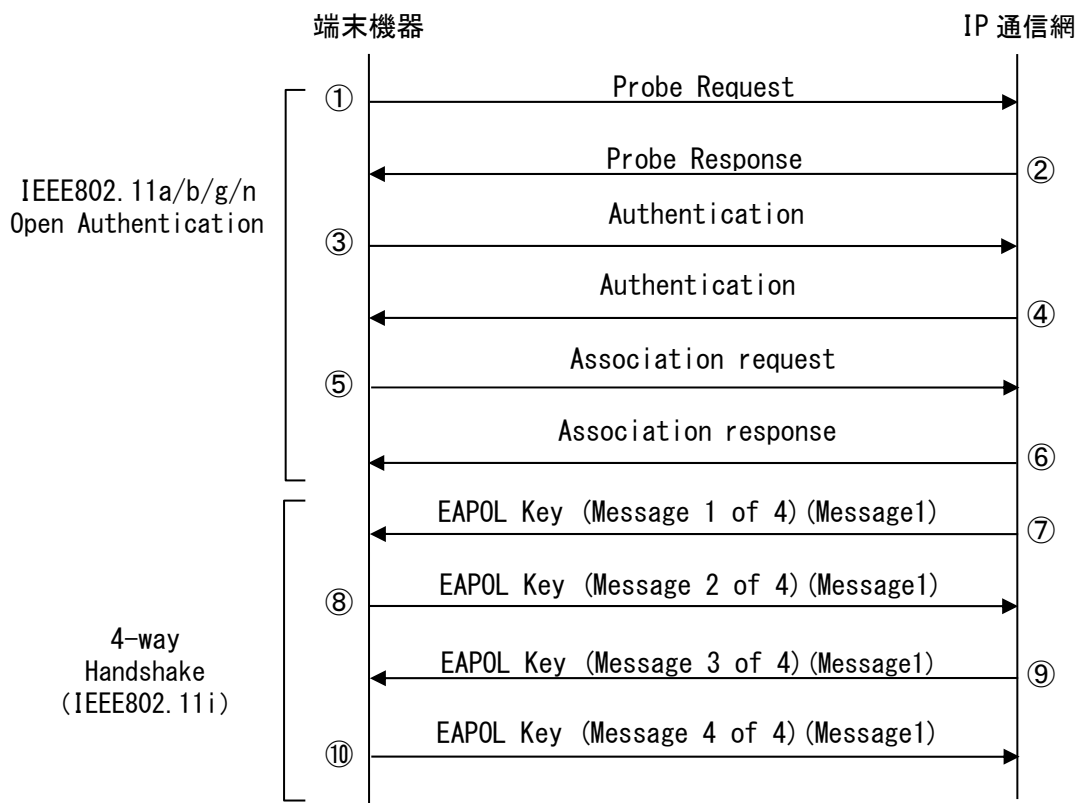 端末機器
IP 通信網
① Probe Request
Probe Response ②
IEEE802.11a/b/g/n
Open Authentication
③ Authentication
Authentication ④
⑤ Association request
Association response ⑥
EAPOL Key (Message 1 of 4)(Message1) ⑦
⑧ EAPOL Key (Message 2 of 4)(Message1)
4-way
Handshake
(IEEE802.11i)
EAPOL Key (Message 3 of 4)(Message1) ⑨
⑩ EAPOL Key (Message 4 of 4)(Message1)